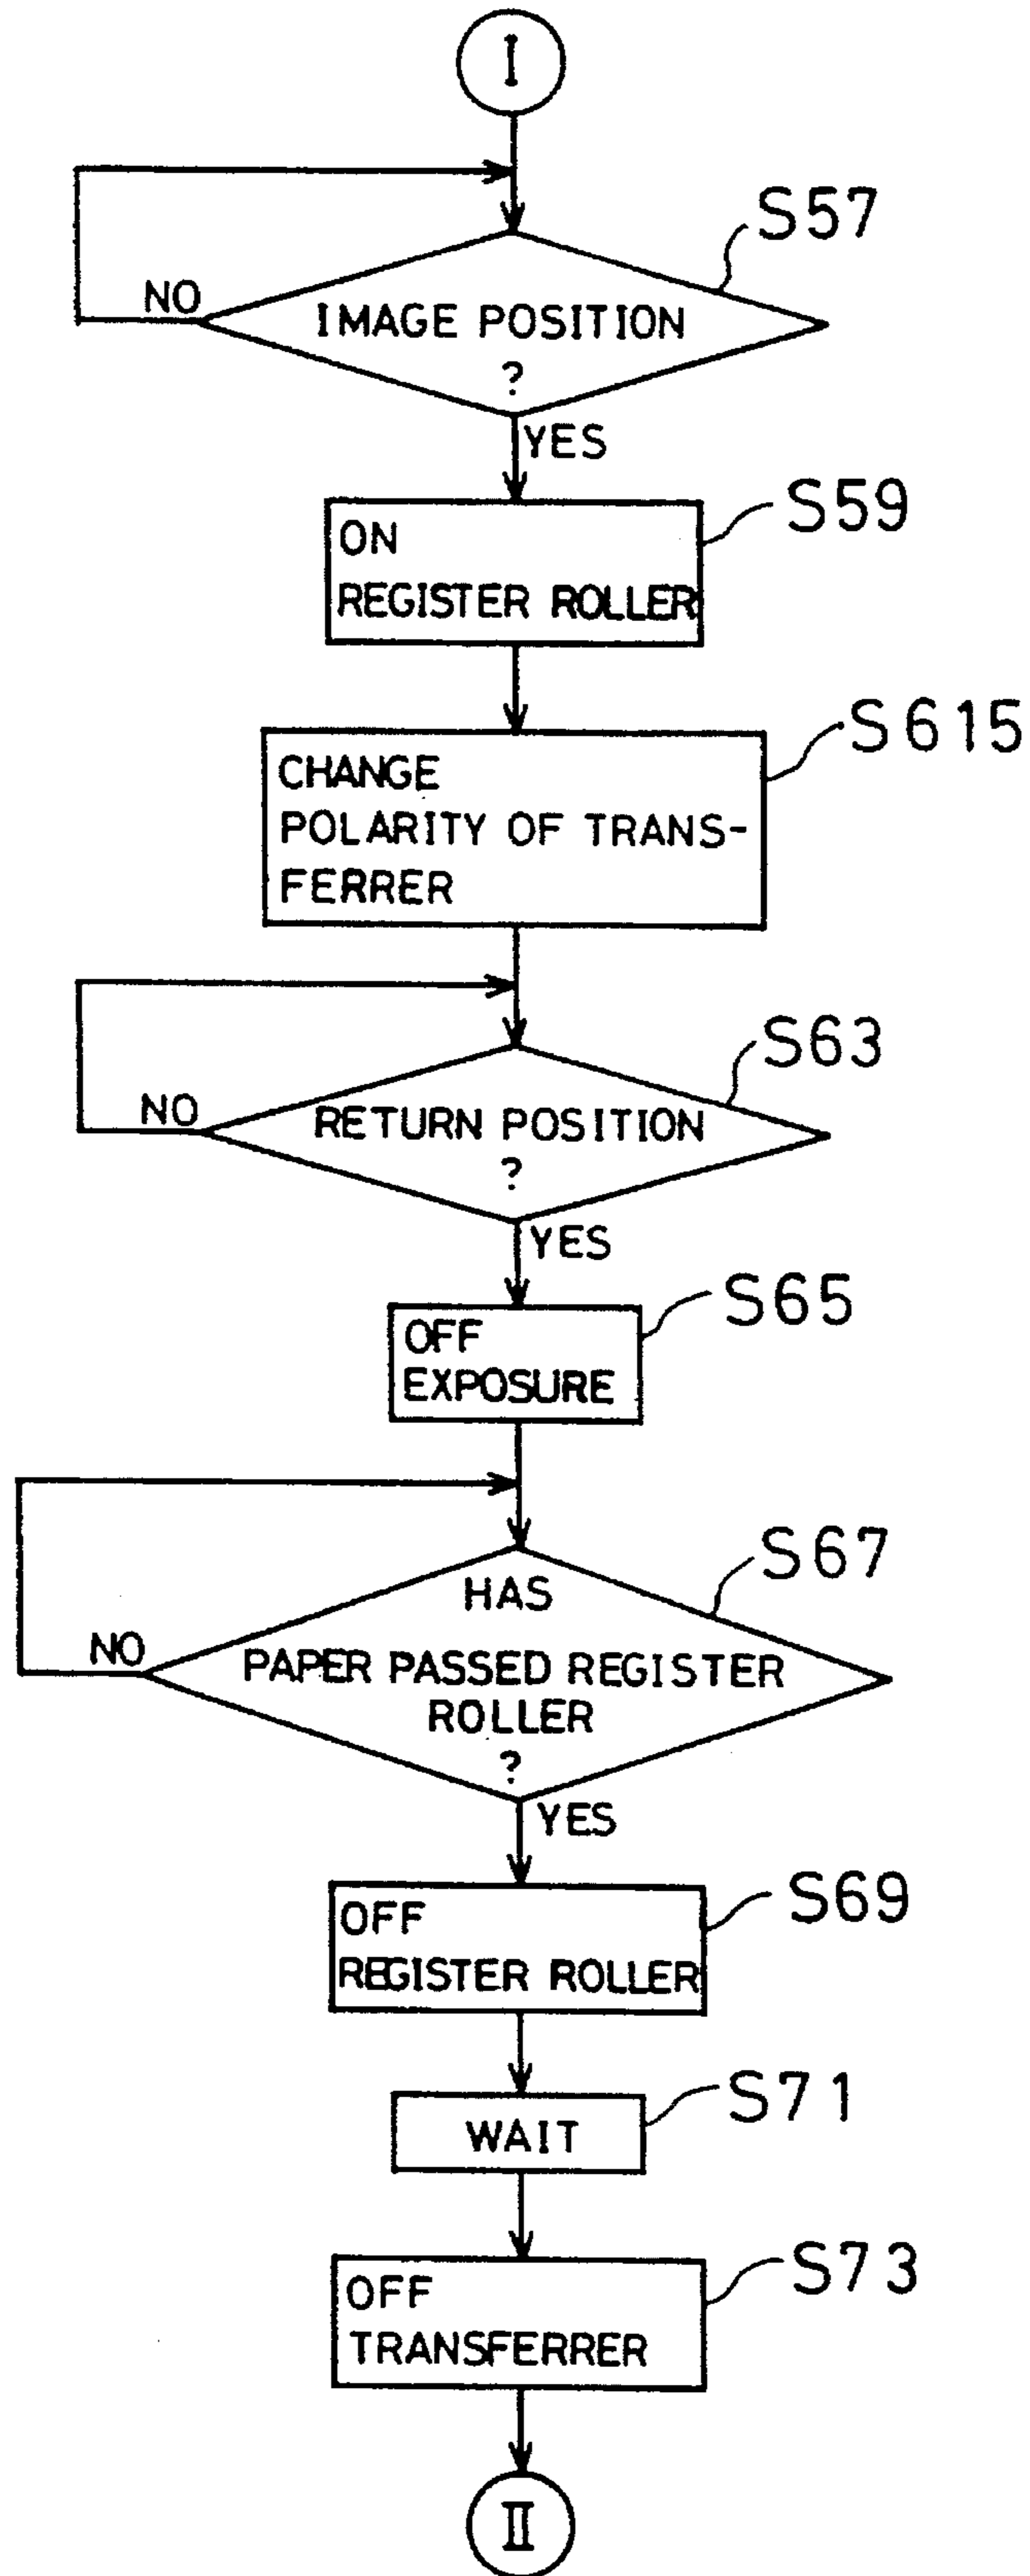 I
S57
NO
IMAGE POSITION
?
YES
S59
ON
REGISTER ROLLER
S615
CHANGE
POLARITY OF TRANS-
FERRER
S63
NO
RETURN POSITION
?
YES
S65
OFF
EXPOSURE
S67
HAS
NO
PAPER PASSED REGISTER
ROLLER
?
YES
S69
OFF
REGISTER ROLLER
S71
WAIT
S73
OFF
TRANSFERRER
II